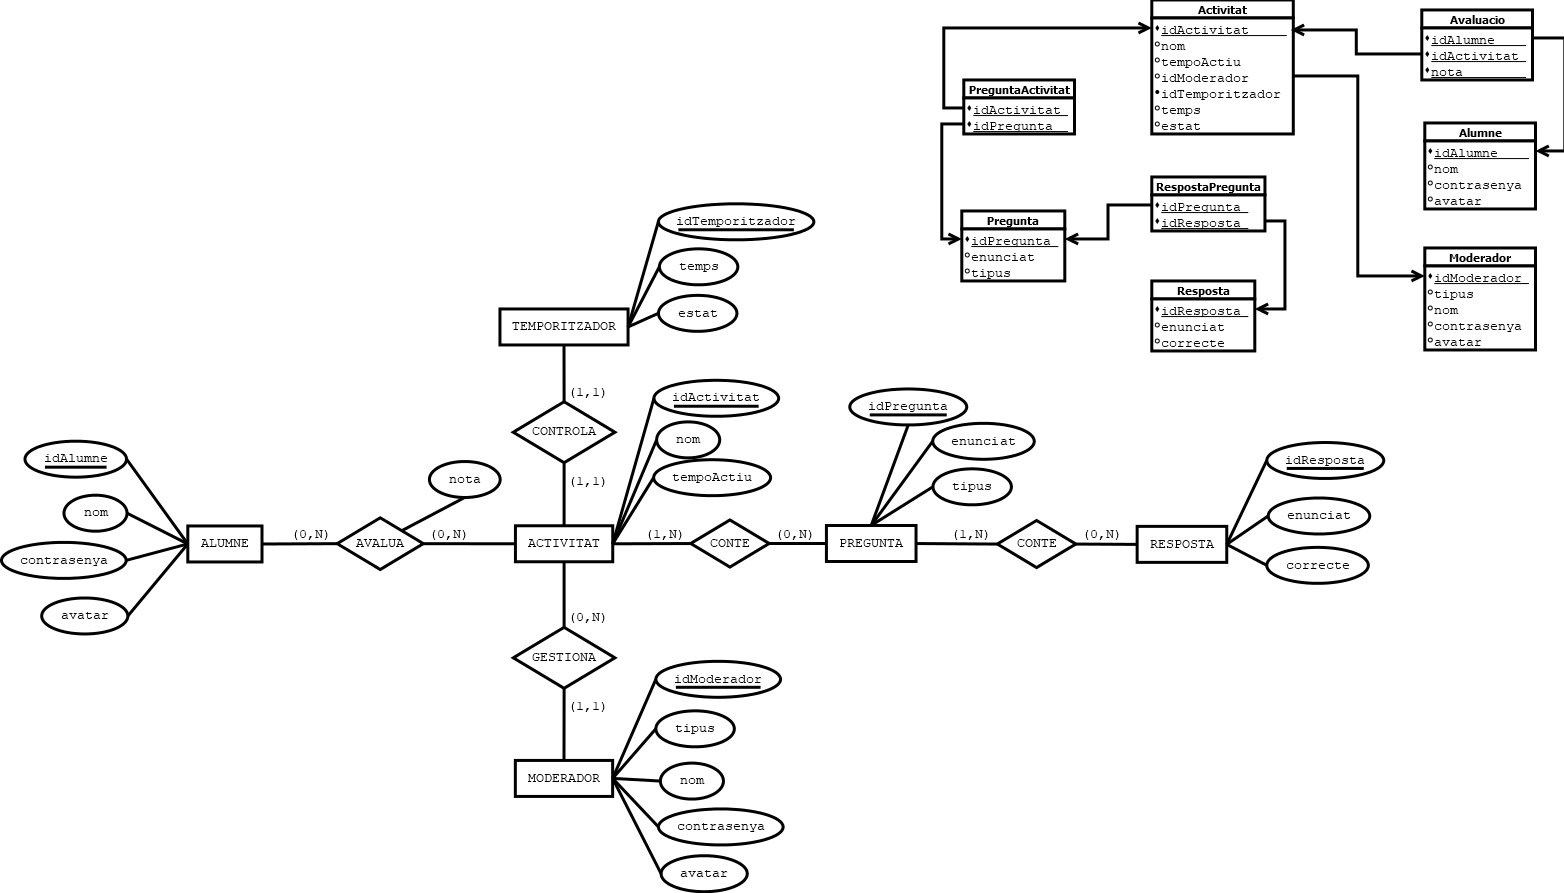 Activitat
idActivitat
nom
tempoActiu
idModerador
idTemporitzador
temps
estat
Avaluacio
idAlumne
idActivitat
nota
PreguntaActivitat
idActivitat
idPregunta
Alumne
idAlumne
nom
contrasenya
avatar
RespostaPregunta
idPregunta
idResposta
Pregunta
idPregunta
enunciat
tipus
Moderador
idModerador
tipus
nom
contrasenya
avatar
Resposta
idResposta
enunciat
correcte
idTemporitzador
temps
estat
TEMPORITZADOR
(1,1)
CONTROLA
(1,1)
idActivitat
nom
tempoActiu
idPregunta
enunciat
tipus
idResposta
enunciat
correcte
idAlumne
nom
contrasenya
avatar
nota
ALUMNE
(0,N)
AVALUA
(0,N)
ACTIVITAT
(1,N)
CONTE
(0,N)
PREGUNTA
(1,N)
CONTE
(0,N)
RESPOSTA
(0,N)
GESTIONA
(1,1)
MODERADOR
idModerador
tipus
nom
contrasenya
avatar